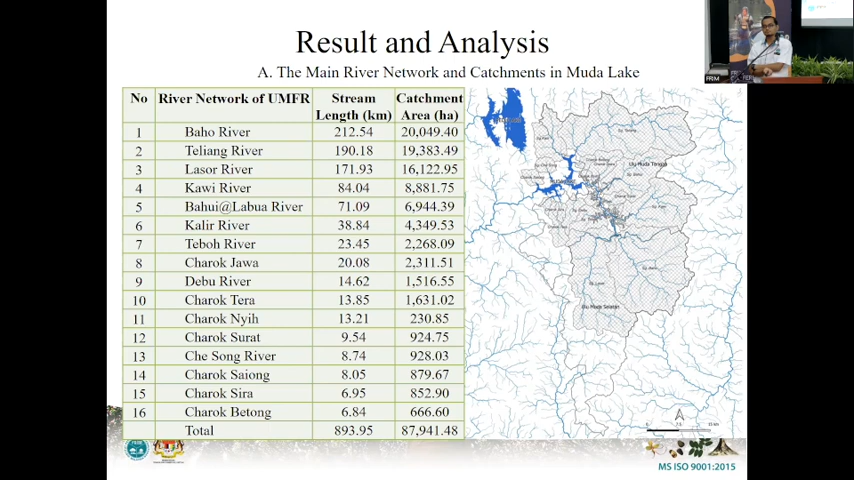 Result and Analysis
A. The Main River Network and Catchments in Muda Lake
No River Network of UMFR Stream Length (km) Catchment Area (ha)
1 Baho River 212.54 20,049.40
2 Teliang River 190.18 19,383.49
3 Lasor River 171.93 16,122.95
4 Kawi River 84.04 8,881.75
5 Bahui@Labua River 71.09 6,944.39
6 Kalir River 38.84 4,349.53
7 Teboh River 23.45 2,268.09
8 Charok Jawa 20.08 2,311.51
9 Debu River 14.62 1,516.55
10 Charok Tera 13.85 1,631.02
11 Charok Nyih 13.21 230.85
12 Charok Surat 9.54 924.75
13 Che Song River 8.74 928.03
14 Charok Saiong 8.05 879.67
15 Charok Sira 6.95 852.90
16 Charok Betong 6.84 666.60
Total 893.95 87,941.48
Ulu Muda Tengah
Ulu Muda Selatan
MS ISO 9001:2015
FRIM